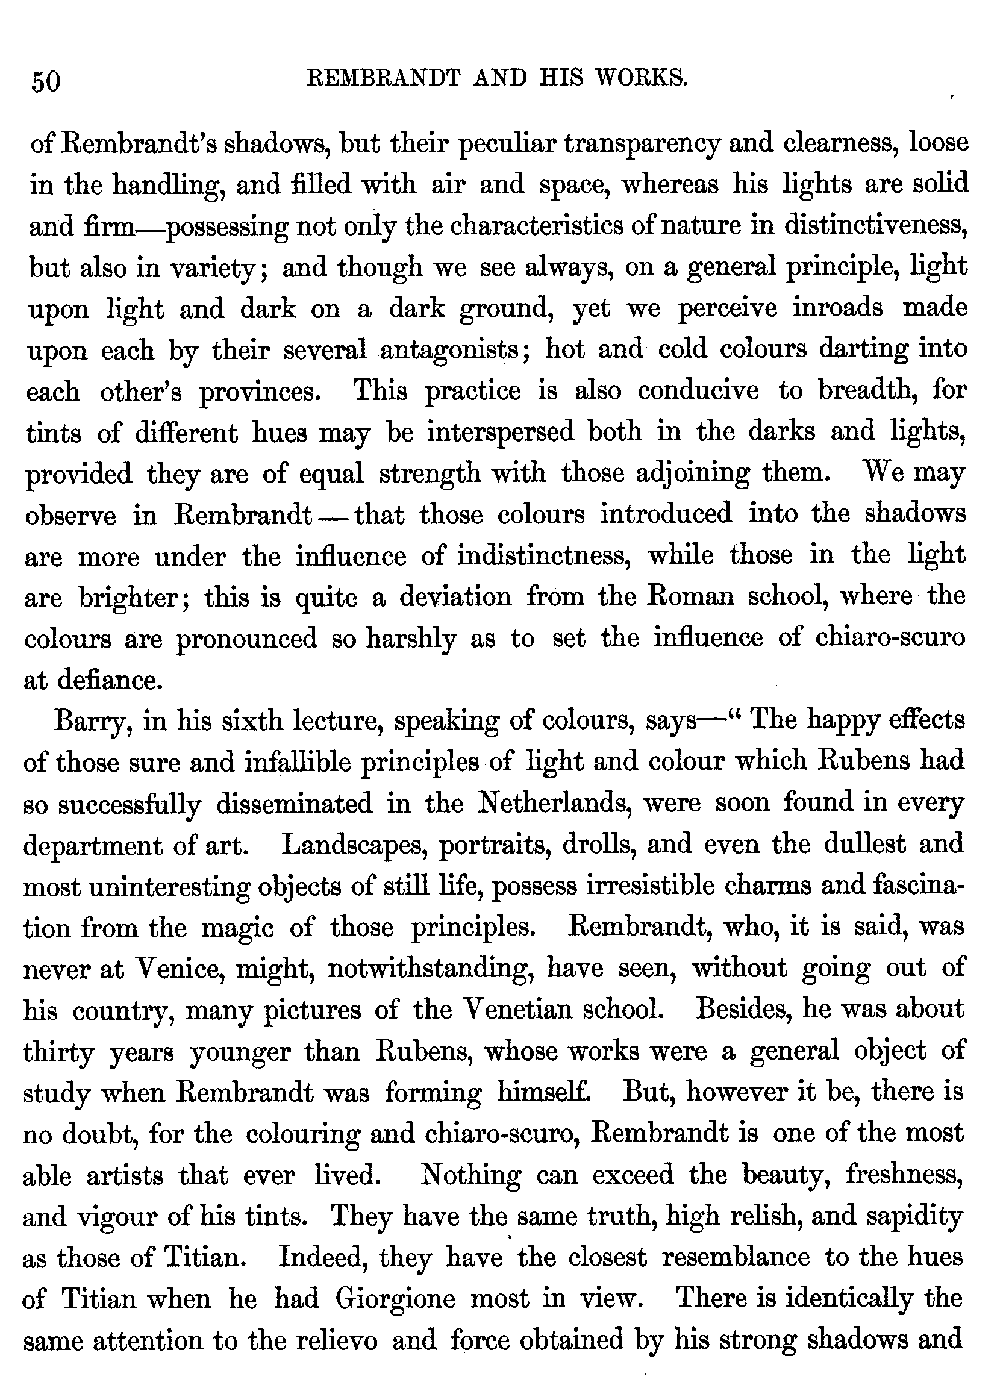 50 REMBRANDT AND HIS WORKS.
of Rembrandt's shadows, but their peculiar transparency and clearness, loose
in the handling, and filled with air and space, whereas his lights are solid
and firm—possessing not only the characteristics of nature in distinctiveness,
but also in variety; and though we see always, on a general principle, light
upon light and dark on a dark ground, yet we perceive inroads made
upon each by their several antagonists; hot and cold colours darting into
each other's provinces. This practice is also conducive to breadth, for
tints of different hues may be interspersed both in the darks and lights,
provided they are of equal strength with those adjoining them. We may
observe in Rembrandt—that those colours introduced into the shadows
are more under the influence of indistinctness, while those in the light
are brighter; this is quite a deviation from the Roman school, where the
colours are pronounced so harshly as to set the influence of chiaro-scuro
at defiance.
Barry, in his sixth lecture, speaking of colours, says—“ The happy effects
of those sure and infallible principles of light and colour which Rubens had
so successfully disseminated in the Netherlands, were soon found in every
department of art. Landscapes, portraits, drolls, and even the dullest and
most uninteresting objects of still life, possess irresistible charms and fascina-
tion from the magic of those principles. Rembrandt, who, it is said, was
never at Venice, might, notwithstanding, have seen, without going out of
his country, many pictures of the Venetian school. Besides, he was about
thirty years younger than Rubens, whose works were a general object of
study when Rembrandt was forming himself. But, however it be, there is
no doubt, for the colouring and chiaro-scuro, Rembrandt is one of the most
able artists that ever lived. Nothing can exceed the beauty, freshness,
and vigour of his tints. They have the same truth, high relish, and sapidity
as those of Titian. Indeed, they have the closest resemblance to the hues
of Titian when he had Giorgione most in view. There is identically the
same attention to the relievo and force obtained by his strong shadows and